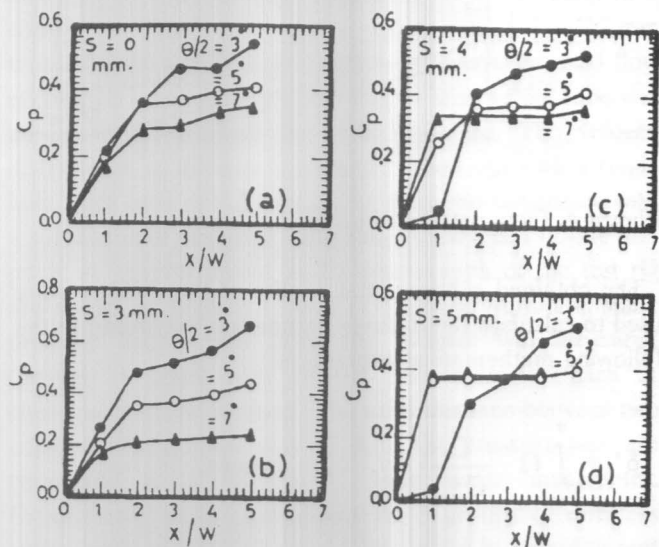 0,6
0,4
0,2
0,0
Cp
S = 0
mm.
θ/2 = 3°
= 5°
= 7°
(a)
0 1 2 3 4 5 6 7
x/w
0,8
0,6
0,4
0,2
0,0
Cp
S = 3 mm.
θ/2 = 3°
= 5°
= 7°
(b)
0 1 2 3 4 5 6 7
x/w
0,6
0,4
0,2
0,0
Cp
S = 4
mm.
θ/2 = 3°
5°
7°
(c)
0 1 2 3 4 5 6 7
x/w
0,6
0,4
0,2
0,0
Cp
S = 5 mm.
θ/2 = 3°
5°, 7°
(d)
0 1 2 3 4 5 6 7
x/w